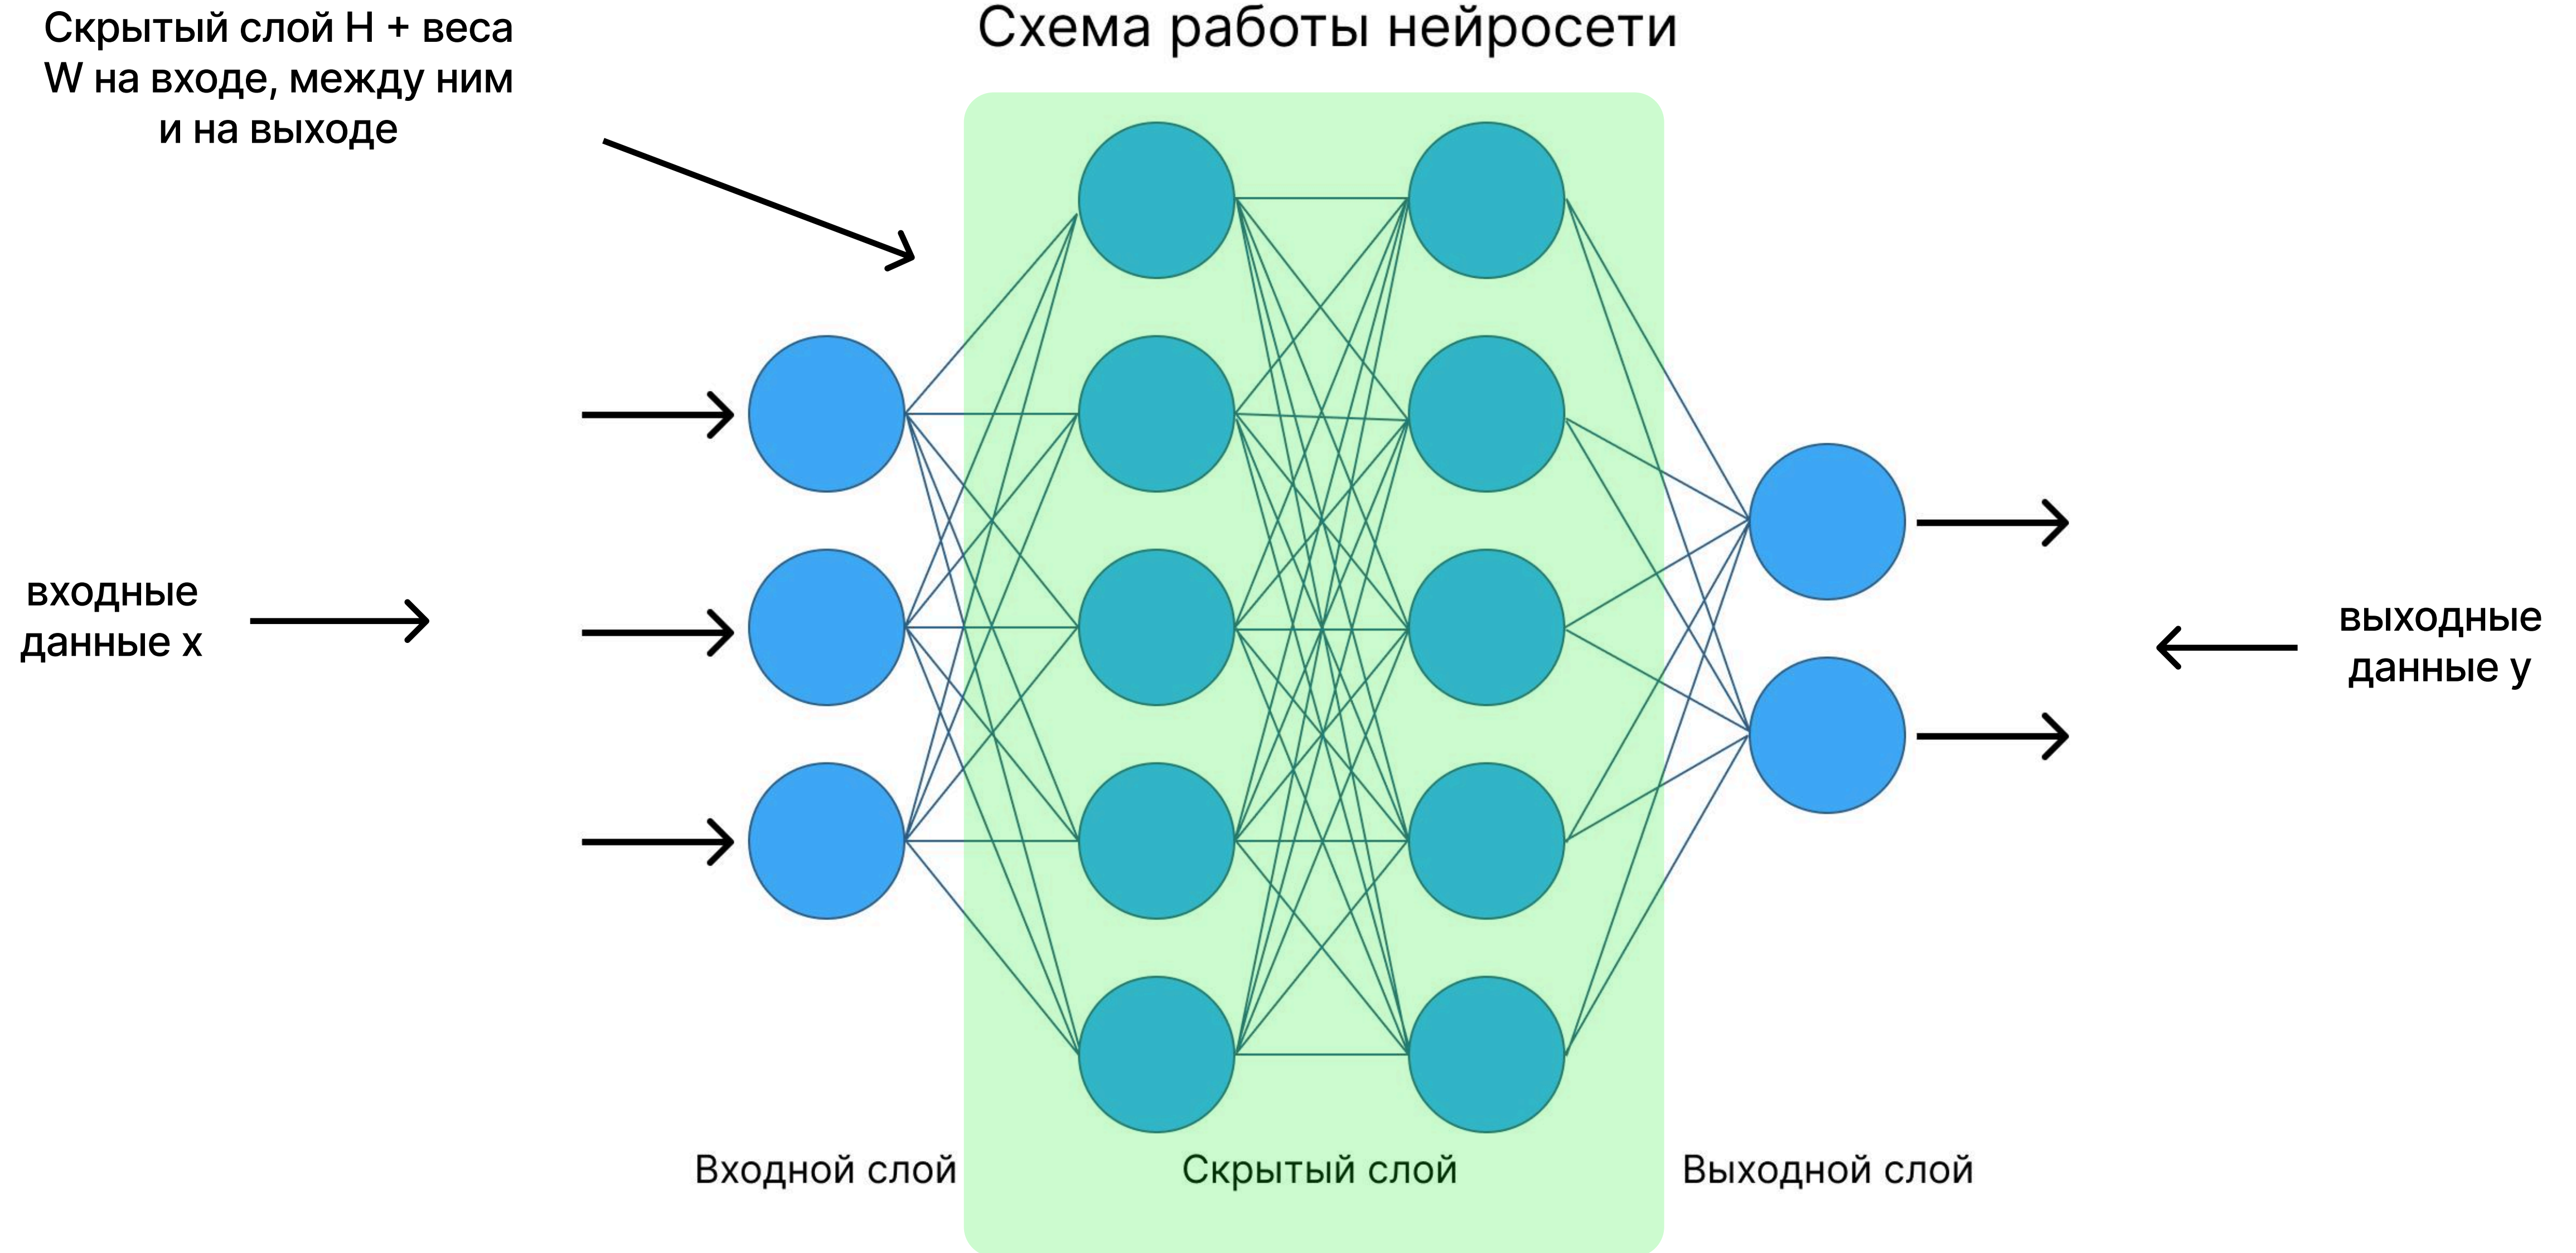 Схема работы нейросети
Скрытый слой H + веса
W на входе, между ним
и на выходе
входные
данные x
выходные
данные y
Входной слой
Скрытый слой
Выходной слой